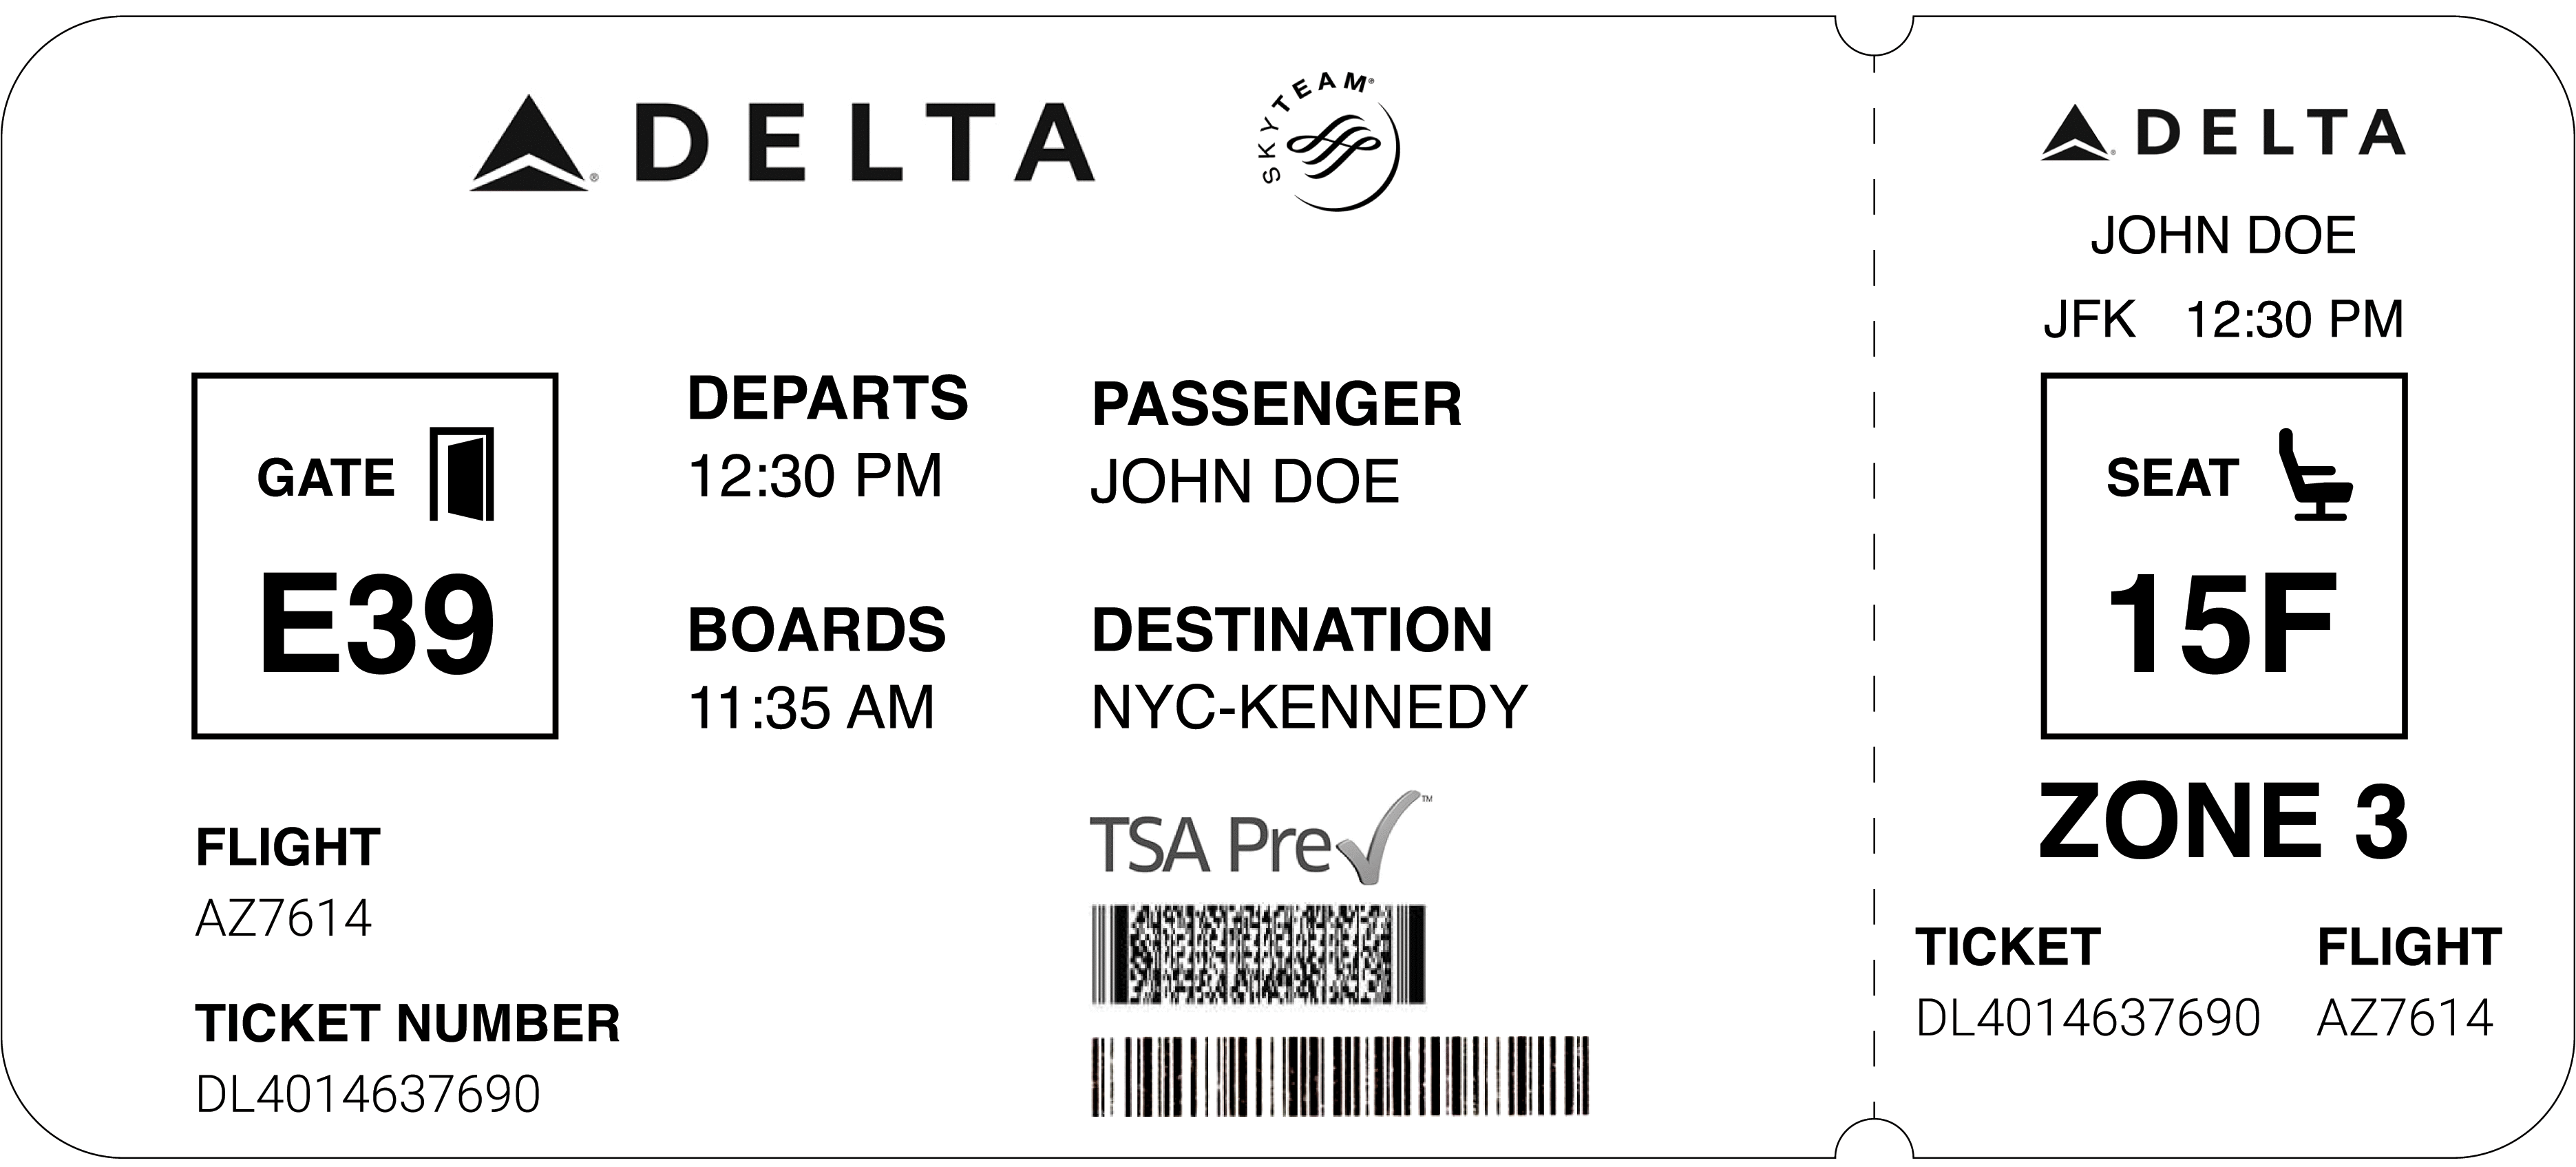 DELTA
SKYTEAM
GATE
E39
DEPARTS
12:30 PM
PASSENGER
JOHN DOE
BOARDS
11:35 AM
DESTINATION
NYC-KENNEDY
TSA Pre™
FLIGHT
AZ7614
TICKET NUMBER
DL4014637690
DELTA
JOHN DOE
JFK 12:30 PM
SEAT
15F
ZONE 3
TICKET FLIGHT
DL4014637690 AZ7614